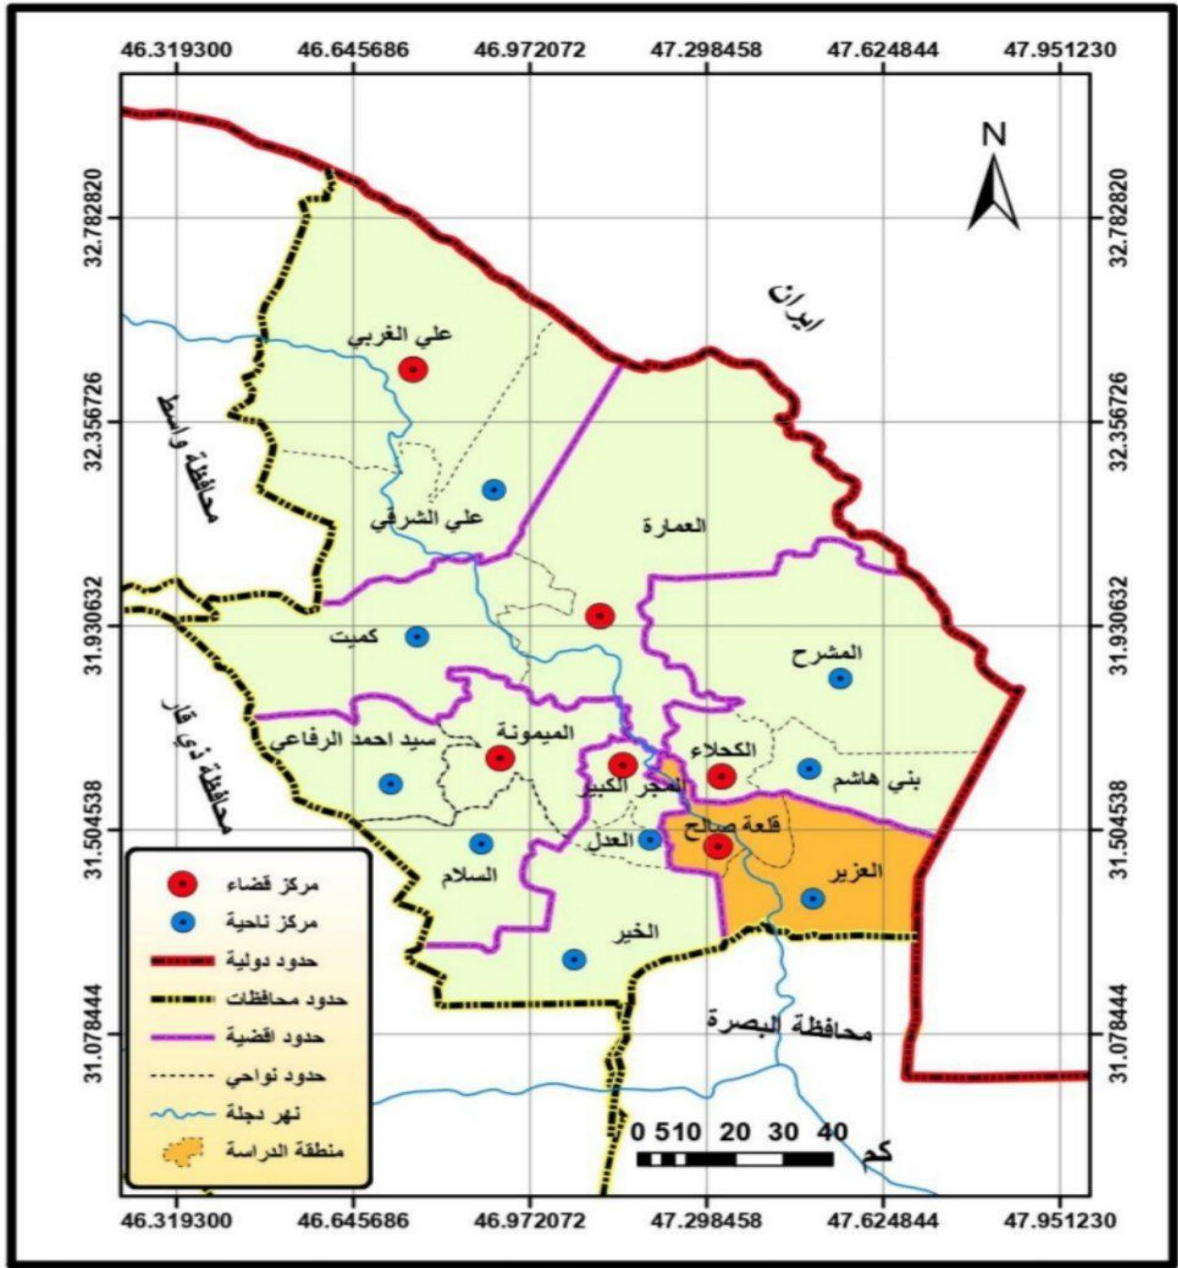 46.319300 46.645686 46.972072 47.298458 47.624844 47.951230
N
32.782820 32.782820
ايران
علي الغربي
32.356726 32.356726
محافظة واسط
علي الشرقي
العمارة
31.930632 31.930632
كميت
المشرح
محافظة ذي قار
سيد احمد الرفاعي
الميمونة
الكحلاء
بني هاشم
المجر الكبير
31.504538 31.504538
قلعة صالح
العدل
السلام
العزير
الخير
محافظة البصرة
31.078444 31.078444
مركز قضاء
مركز ناحية
حدود دولية
حدود محافظات
حدود اقضية
حدود نواحي
نهر دجلة
منطقة الدراسة
0 5 10 20 30 40
كم
46.319300 46.645686 46.972072 47.298458 47.624844 47.951230